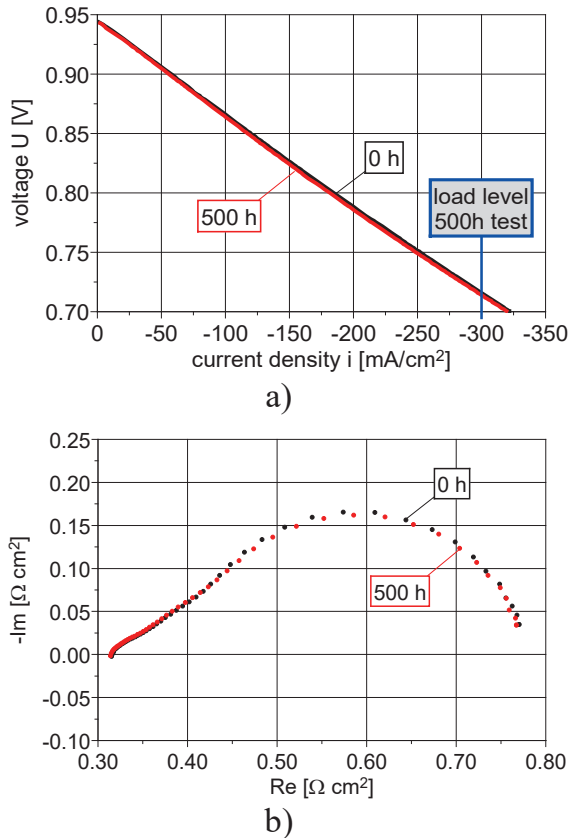 0.95
0.90
0.85
0.80
0.75
0.70
voltage U [V]
0 h
500 h
load level
500h test
0 -50 -100 -150 -200 -250 -300 -350
current density i [mA/cm²]
a)
0.25
0.20
0.15
0.10
0.05
0.00
-0.05
-0.10
-Im [Ω cm²]
0 h
500 h
0.30 0.40 0.50 0.60 0.70 0.80
Re [Ω cm²]
b)